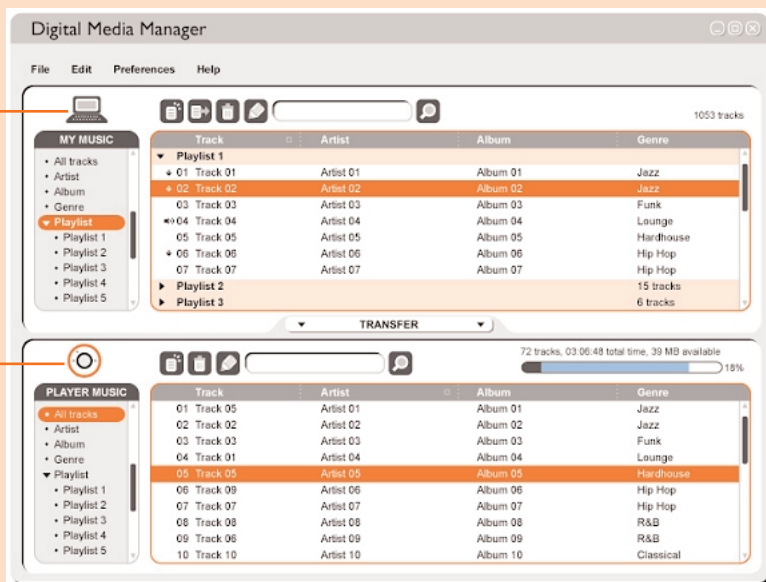 Digital Media Manager
File Edit Preferences Help
1053 tracks
MY MUSIC
All tracks
Artist
Album
Genre
Playlist
Playlist 1
Playlist 2
Playlist 3
Playlist 4
Playlist 5
Track Artist Album Genre
Playlist 1
01 Track 01 Artist 01 Album 01 Jazz
02 Track 02 Artist 02 Album 02 Jazz
03 Track 03 Artist 03 Album 03 Funk
04 Track 04 Artist 04 Album 04 Lounge
05 Track 05 Artist 05 Album 05 Hardhouse
06 Track 06 Artist 06 Album 06 Hip Hop
07 Track 07 Artist 07 Album 07 Hip Hop
Playlist 2 15 tracks
Playlist 3 6 tracks
TRANSFER
72 tracks, 03:06:48 total time, 39 MB available
18%
PLAYER MUSIC
All tracks
Artist
Album
Genre
Playlist
Playlist 1
Playlist 2
Playlist 3
Playlist 4
Playlist 5
Track Artist Album Genre
01 Track 05 Artist 01 Album 01 Jazz
02 Track 02 Artist 02 Album 02 Jazz
03 Track 03 Artist 03 Album 03 Funk
04 Track 01 Artist 04 Album 04 Lounge
05 Track 05 Artist 05 Album 05 Hardhouse
06 Track 09 Artist 06 Album 06 Hip Hop
07 Track 07 Artist 07 Album 07 Hip Hop
08 Track 08 Artist 08 Album 08 R&B
09 Track 06 Artist 09 Album 09 R&B
10 Track 10 Artist 10 Album 10 Classical